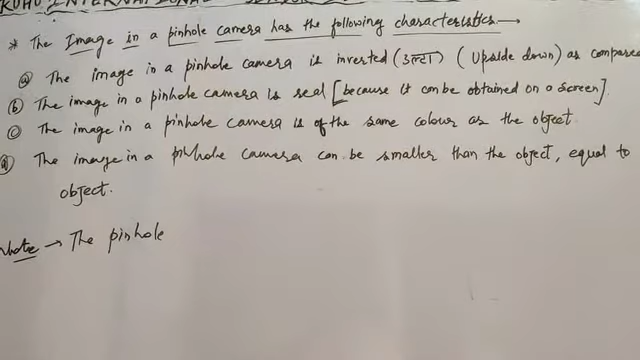 INTERNATIONAL
* The Image in a pinhole camera has the following characteristics →
(a) The image in a pinhole camera is inverted (उल्टा) (Upside down) as compared
(b) The image in a pinhole camera is real [because it can be obtained on a screen].
(c) The image in a pinhole camera is of the same colour as the object.
(d) The image in a pinhole camera can be smaller than the object, equal to
object.
Note → The pinhole